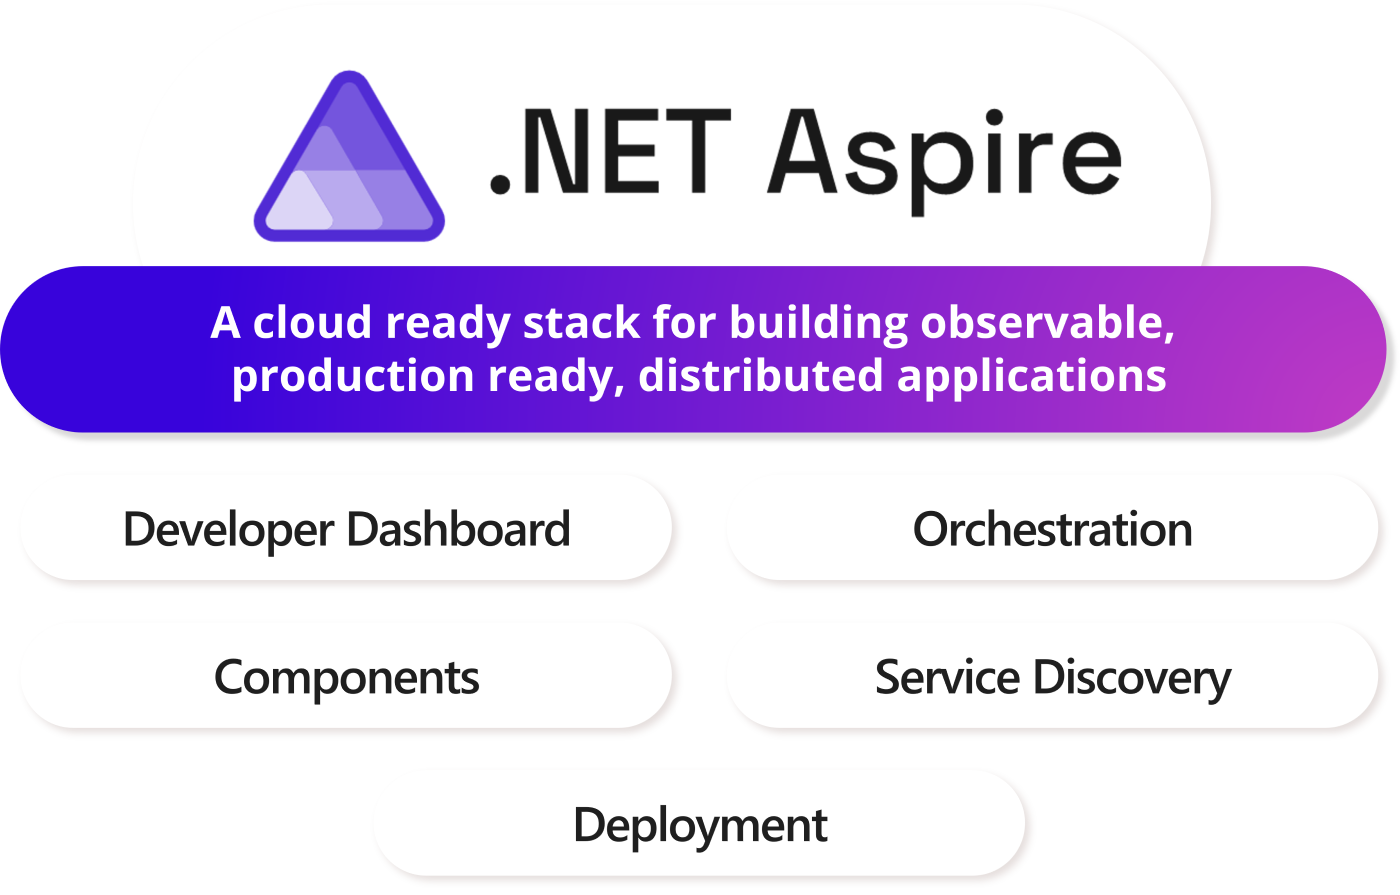 .NET Aspire
A cloud ready stack for building observable,
production ready, distributed applications
Developer Dashboard
Orchestration
Components
Service Discovery
Deployment